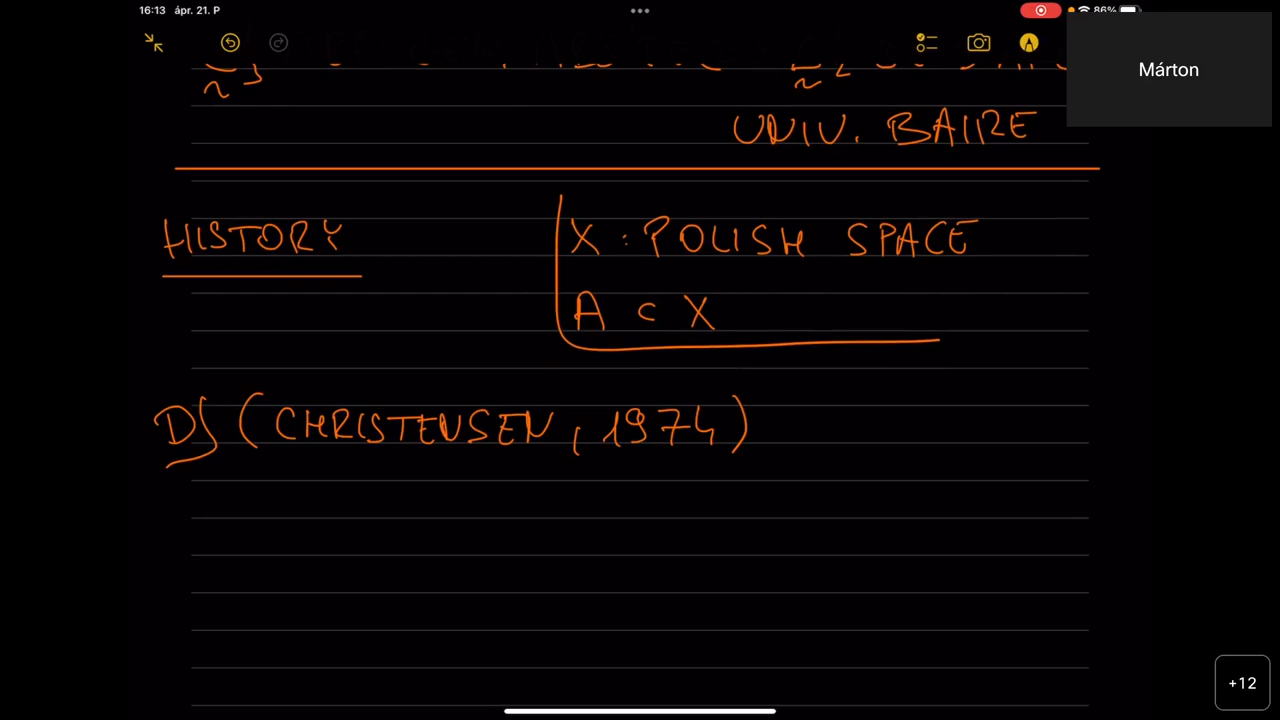 16:13 ápr. 21. P
86%
Márton
UNIV. BAIRE
HISTORY
X : POLISH SPACE
A ⊂ X
D) (CHRISTENSEN, 1974)
+12